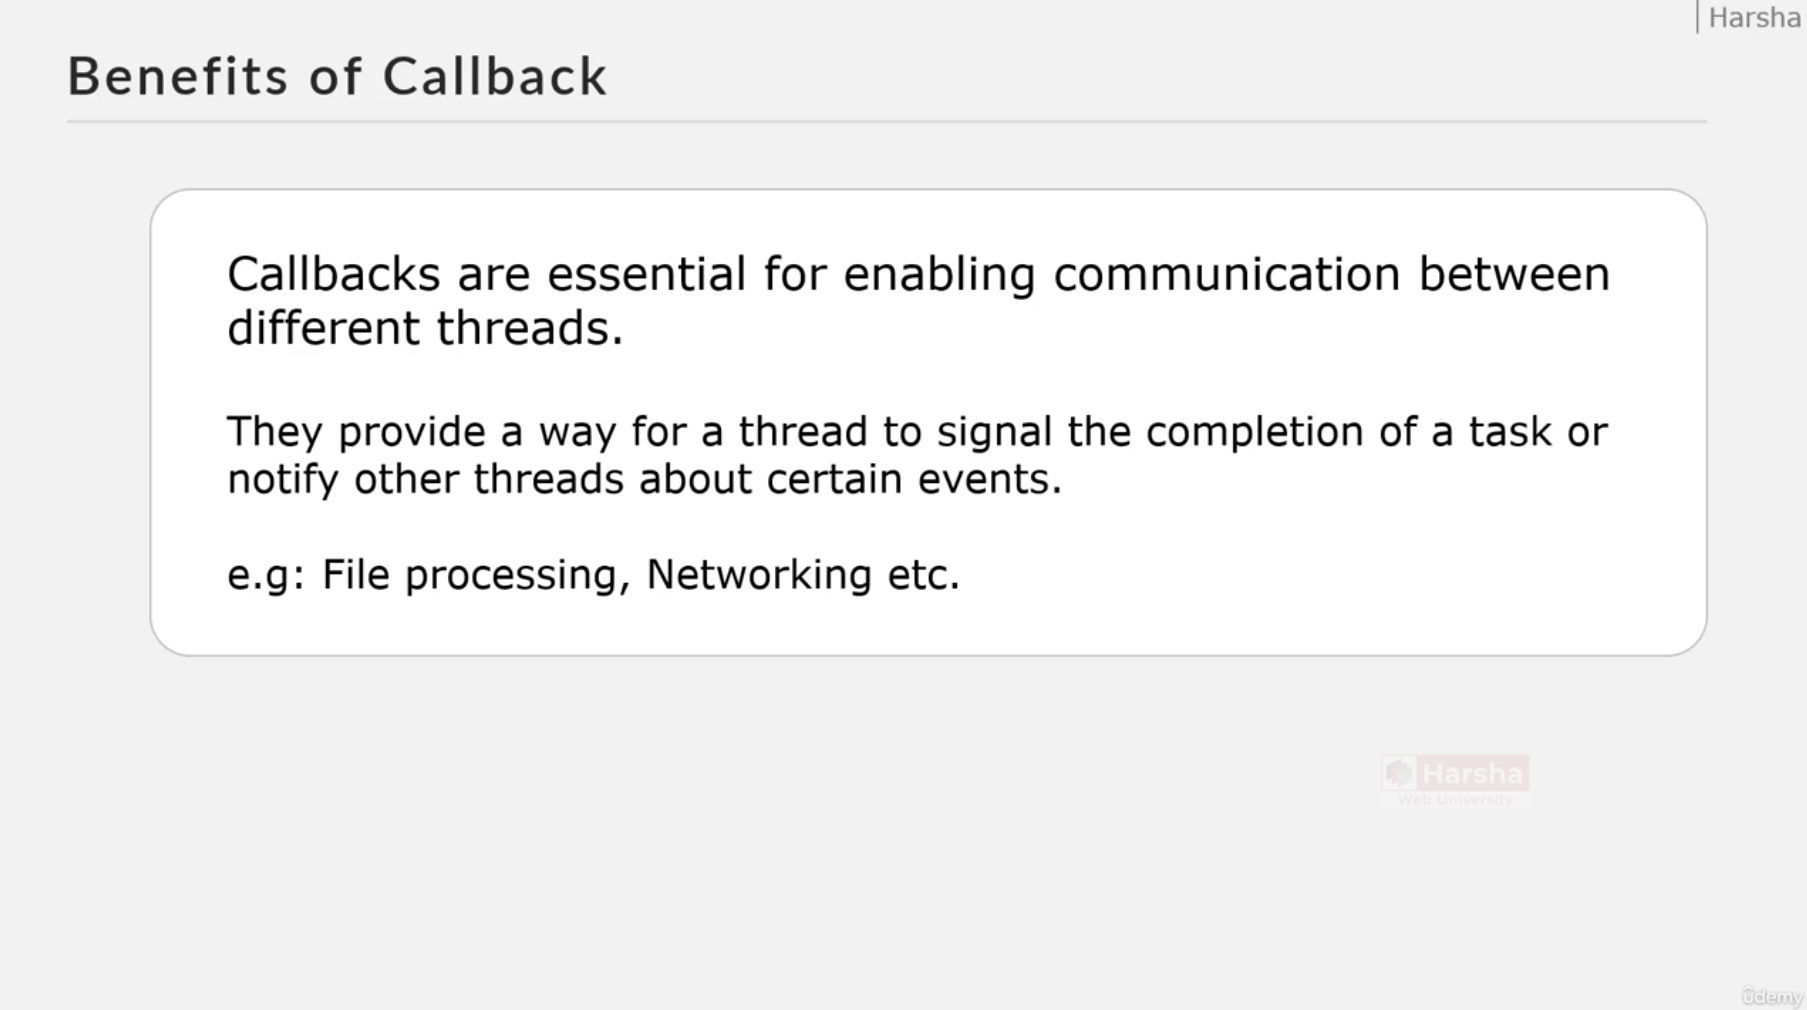 Harsha
Benefits of Callback
Callbacks are essential for enabling communication between
different threads.
They provide a way for a thread to signal the completion of a task or
notify other threads about certain events.
e.g: File processing, Networking etc.
Harsha
Web University
ûdemy